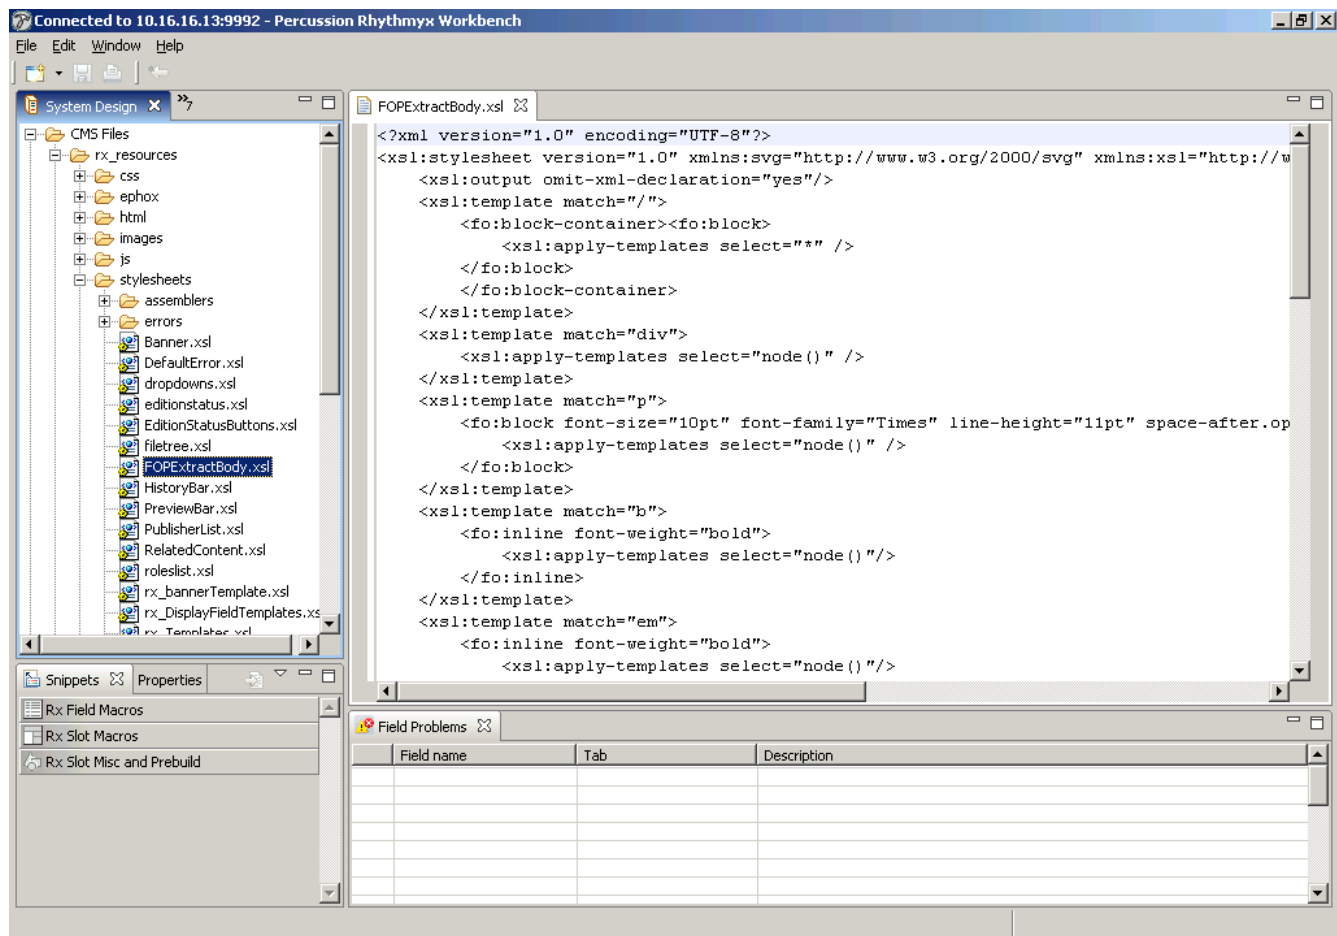 Connected to 10.16.16.13:9992 - Percussion Rhythmyx Workbench
File Edit Window Help
System Design
»7
CMS Files
rx_resources
css
ephox
html
images
js
stylesheets
assemblers
errors
Banner.xsl
DefaultError.xsl
dropdowns.xsl
editionstatus.xsl
EditionStatusButtons.xsl
filetree.xsl
FOPExtractBody.xsl
HistoryBar.xsl
PreviewBar.xsl
PublisherList.xsl
RelatedContent.xsl
roleslist.xsl
rx_bannerTemplate.xsl
rx_DisplayFieldTemplates.xs
rx_Templates.xsl
Snippets Properties
Rx Field Macros
Rx Slot Macros
Rx Slot Misc and Prebuild
FOPExtractBody.xsl
<?xml version="1.0" encoding="UTF-8"?>
<xsl:stylesheet version="1.0" xmlns:svg="http://www.w3.org/2000/svg" xmlns:xsl="http://w
<xsl:output omit-xml-declaration="yes"/>
<xsl:template match="/">
<fo:block-container><fo:block>
<xsl:apply-templates select="*" />
</fo:block>
</fo:block-container>
</xsl:template>
<xsl:template match="div">
<xsl:apply-templates select="node()" />
</xsl:template>
<xsl:template match="p">
<fo:block font-size="10pt" font-family="Times" line-height="11pt" space-after.op
<xsl:apply-templates select="node()" />
</fo:block>
</xsl:template>
<xsl:template match="b">
<fo:inline font-weight="bold">
<xsl:apply-templates select="node()"/>
</fo:inline>
</xsl:template>
<xsl:template match="em">
<fo:inline font-weight="bold">
<xsl:apply-templates select="node()"/>
Field Problems
Field name Tab Description